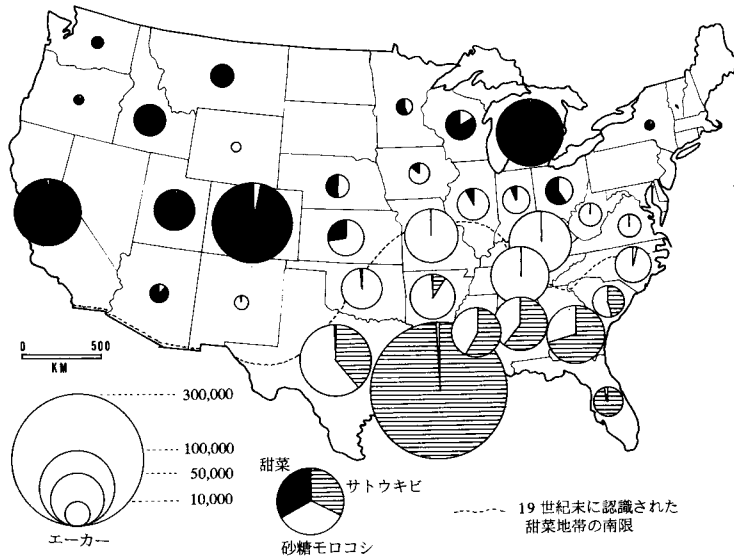 0 500
KM
300,000
100,000
50,000
10,000
エーカー
甜菜
サトウキビ
砂糖モロコシ
19世紀末に認識された
甜菜地帯の南限